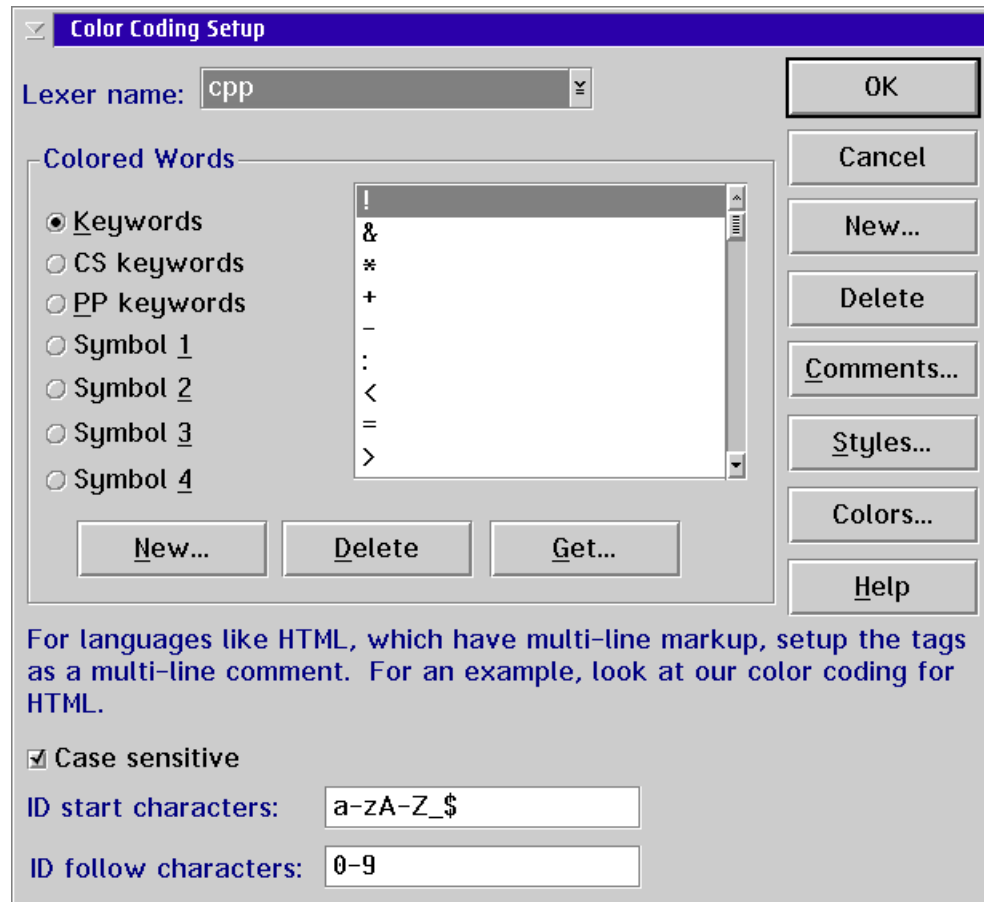 Color Coding Setup
Lexer name: cpp
OK
Cancel
New...
Delete
Comments...
Styles...
Colors...
Help
Colored Words
Keywords
CS keywords
PP keywords
Symbol 1
Symbol 2
Symbol 3
Symbol 4
!
&
*
+
-
:
<
=
>
New... Delete Get...
For languages like HTML, which have multi-line markup, setup the tags
as a multi-line comment. For an example, look at our color coding for
HTML.
Case sensitive
ID start characters: a-zA-Z_$
ID follow characters: 0-9